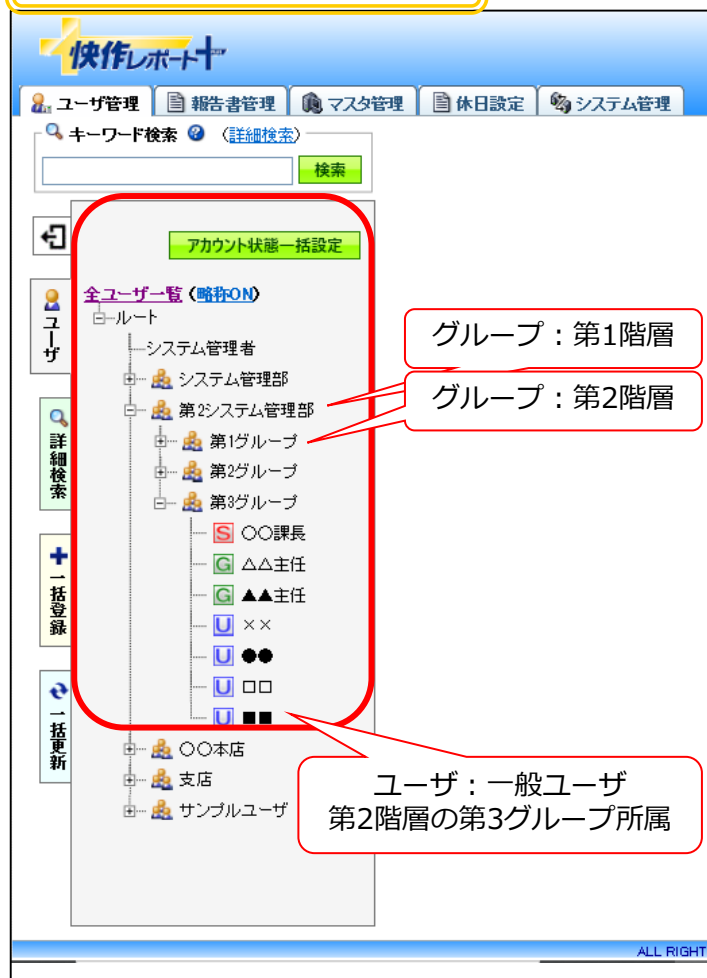 快作レポート+
ユーザ管理
報告書管理
マスタ管理
休日設定
システム管理
キーワード検索 ? (詳細検索)
検索
アカウント状態一括設定
ユーザ
詳細検索
一括登録
一括更新
全ユーザ一覧 (略称ON)
ルート
システム管理者
システム管理部
第2システム管理部
第1グループ
第2グループ
第3グループ
S 〇〇課長
G △△主任
G ▲▲主任
U ××
U ●●
U □□
U ■■
〇〇本店
支店
サンプルユーザ
グループ：第1階層
グループ：第2階層
ユーザ：一般ユーザ
第2階層の第3グループ所属
ALL RIGHT